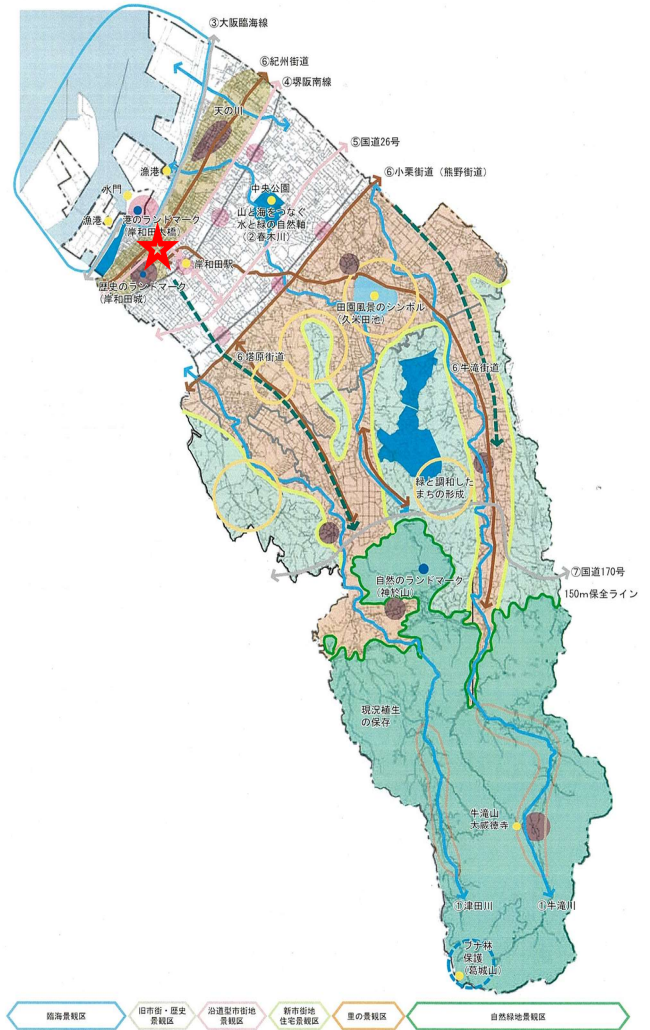 ③大阪臨海線
⑥紀州街道
④堺阪南線
天の川
⑤国道26号
漁港
⑥小栗街道（熊野街道）
水門
中央公園
漁港
港のランドマーク
（岸和田大橋）
山と海をつなぐ
水と緑の自然軸
（②春木川）
岸和田駅
歴史のランドマーク
（岸和田城）
田園風景のシンボル
（久米田池）
6 塔原街道
6 牛滝街道
緑と調和した
まちの形成
⑦国道170号
自然のランドマーク
（神於山）
150m保全ライン
現況植生
の保存
牛滝山
大威徳寺
①津田川
①牛滝川
ブナ林
保護
（葛城山）
臨海景観区
旧市街・歴史
景観区
沿道型市街地
景観区
新市街地
住宅景観区
里の景観区
自然緑地景観区